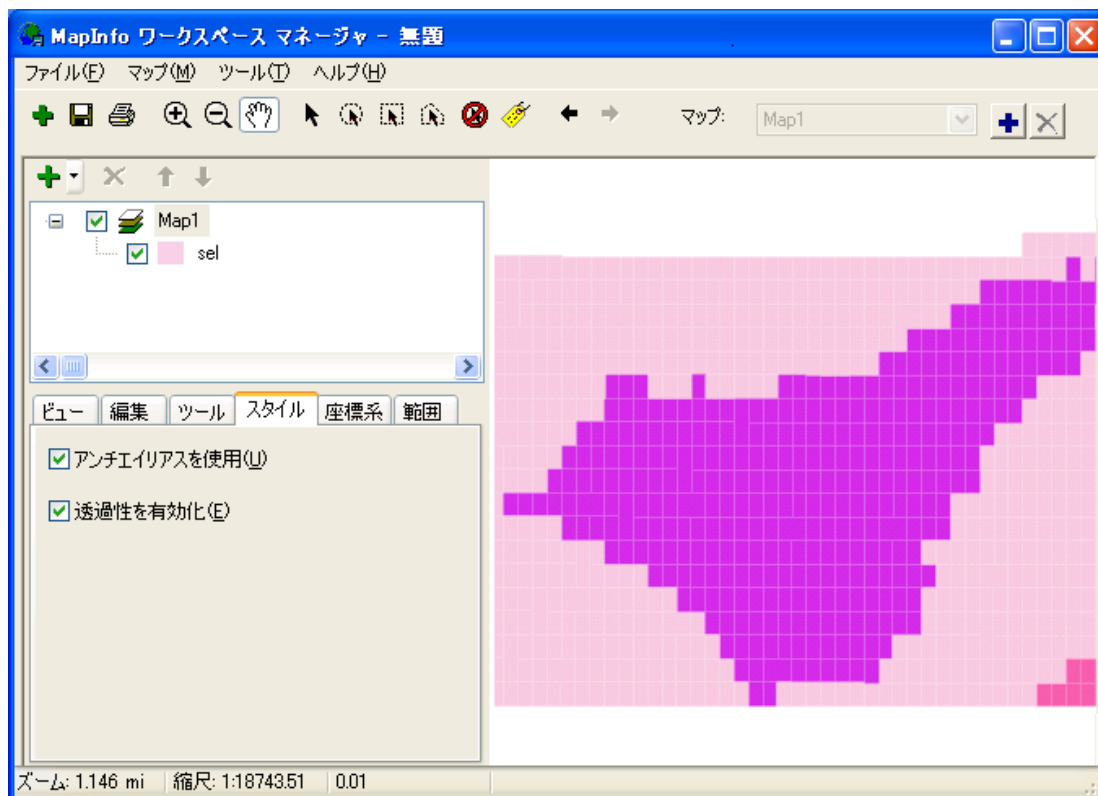 MapInfo ワークスペース マネージャ - 無題
ファイル(F) マップ(M) ツール(T) ヘルプ(H)
マップ: Map1
Map1
sel
ビュー 編集 ツール スタイル 座標系 範囲
アンチエイリアスを使用(U)
透過性を有効化(E)
ズーム: 1.146 mi 縮尺: 1:18743.51 0.01